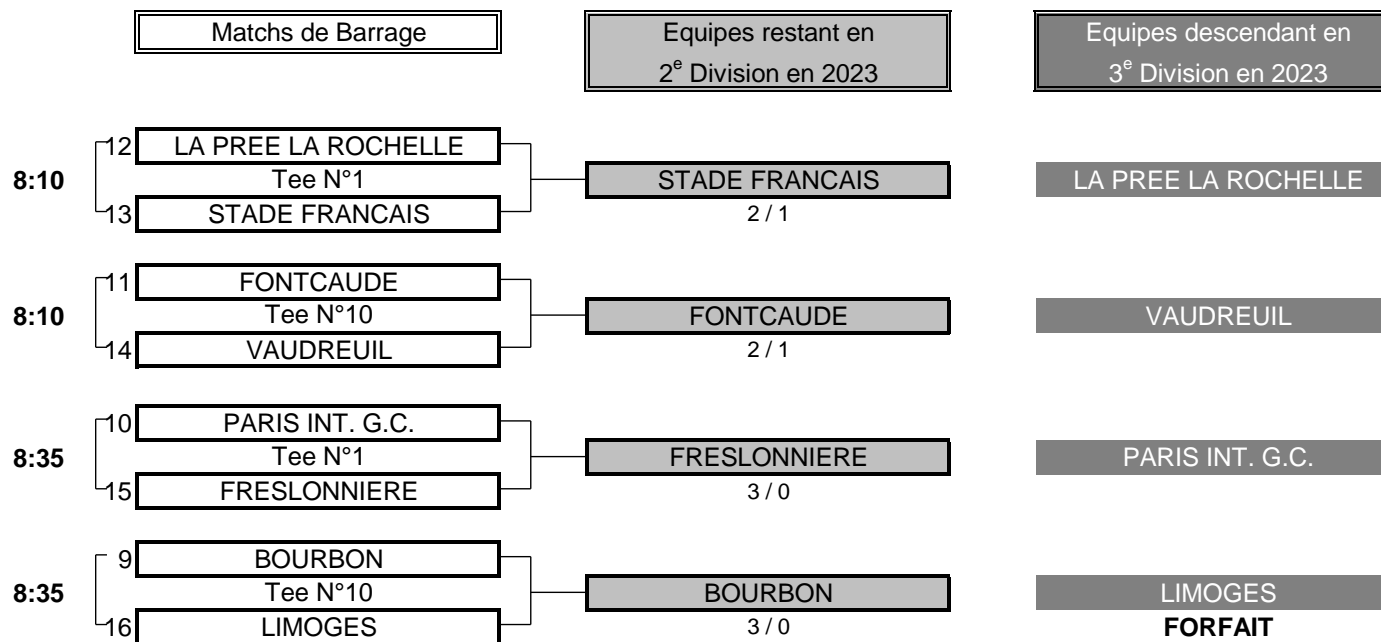 Matchs de Barrage
Equipes restant en
2e Division en 2023
Equipes descendant en
3e Division en 2023
12 LA PREE LA ROCHELLE
8:10 Tee N°1 STADE FRANCAIS LA PREE LA ROCHELLE
13 STADE FRANCAIS 2 / 1
11 FONTCAUDE
8:10 Tee N°10 FONTCAUDE VAUDREUIL
14 VAUDREUIL 2 / 1
10 PARIS INT. G.C.
8:35 Tee N°1 FRESLONNIERE PARIS INT. G.C.
15 FRESLONNIERE 3 / 0
9 BOURBON
8:35 Tee N°10 BOURBON LIMOGES
16 LIMOGES 3 / 0 FORFAIT